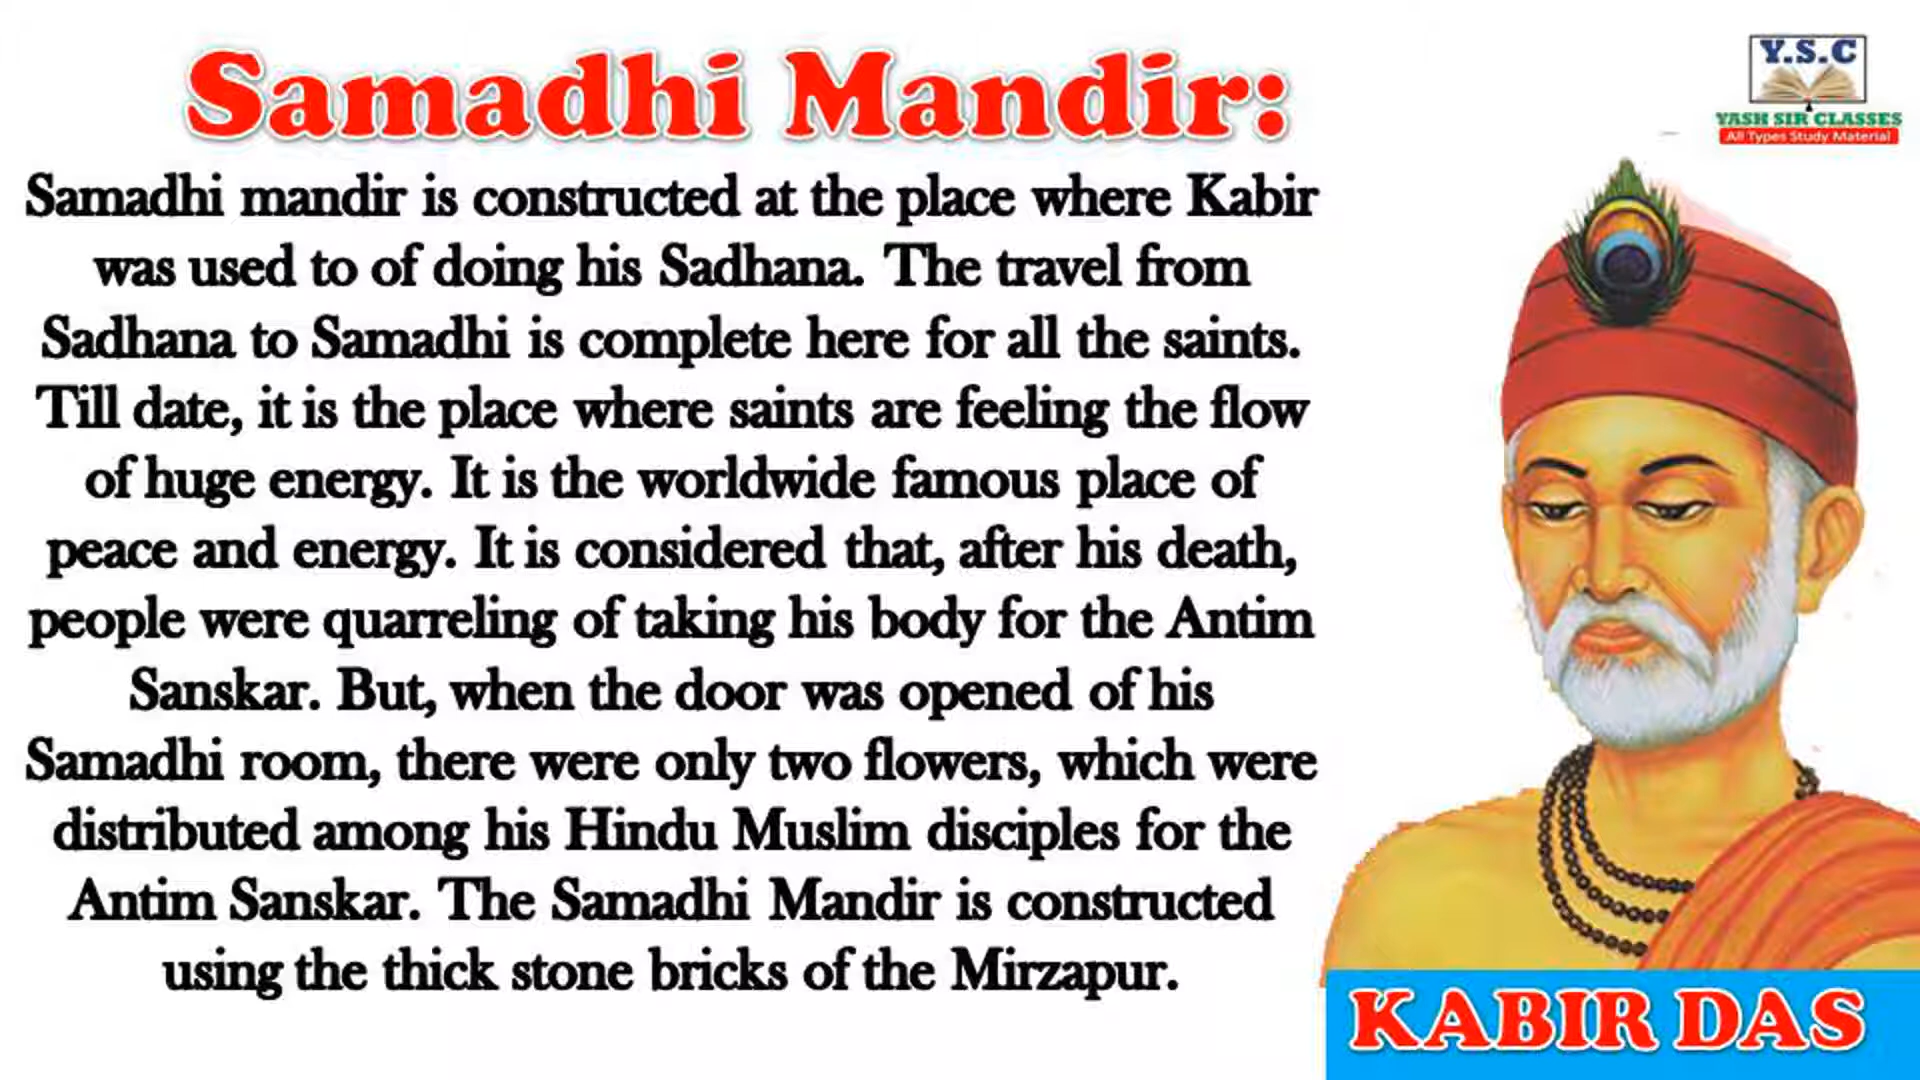 Samadhi Mandir:
Y.S.C
YASH SIR CLASSES
All Types Study Material
Samadhi mandir is constructed at the place where Kabir
was used to of doing his Sadhana. The travel from
Sadhana to Samadhi is complete here for all the saints.
Till date, it is the place where saints are feeling the flow
of huge energy. It is the worldwide famous place of
peace and energy. It is considered that, after his death,
people were quarreling of taking his body for the Antim
Sanskar. But, when the door was opened of his
Samadhi room, there were only two flowers, which were
distributed among his Hindu Muslim disciples for the
Antim Sanskar. The Samadhi Mandir is constructed
using the thick stone bricks of the Mirzapur.
KABIR DAS